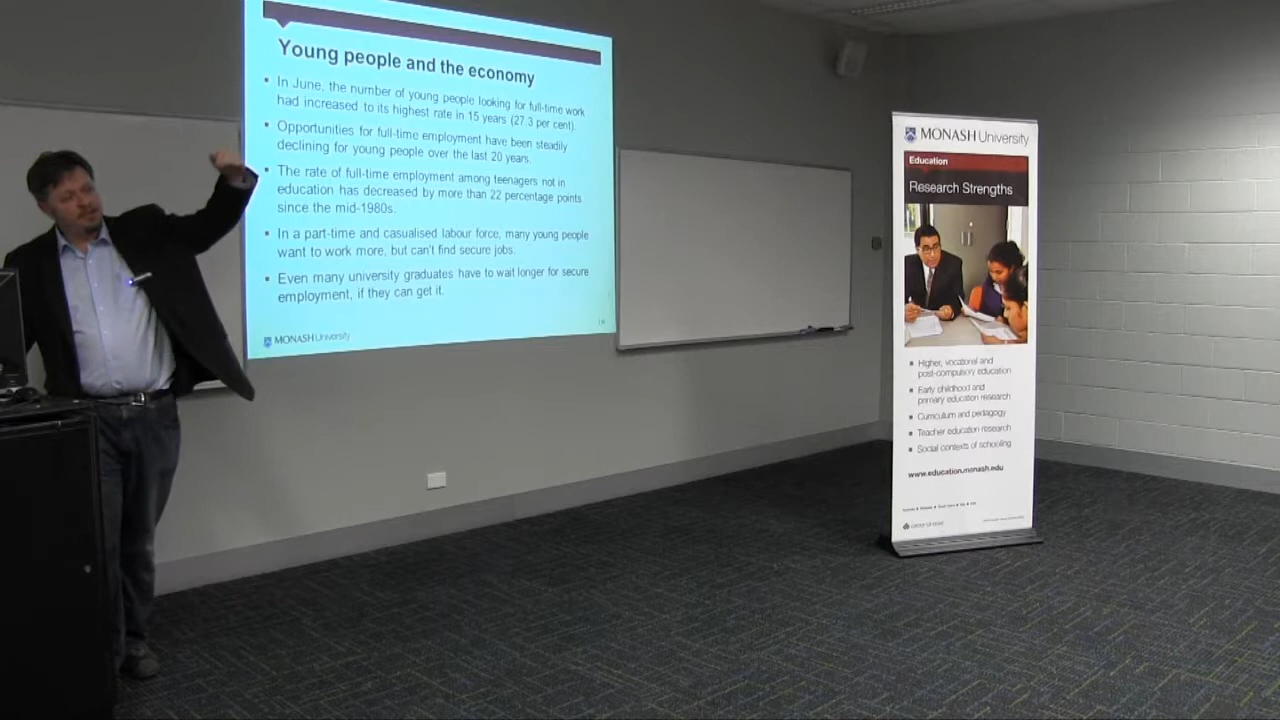 Young people and the economy
In June, the number of young people looking for full-time work
had increased to its highest rate in 15 years (27.3 per cent).
Opportunities for full-time employment have been steadily
declining for young people over the last 20 years.
The rate of full-time employment among teenagers not in
education has decreased by more than 22 percentage points
since the mid-1980s.
In a part-time and casualised labour force, many young people
want to work more, but can't find secure jobs.
Even many university graduates have to wait longer for secure
employment, if they can get it.
MONASH University
MONASH University
Education
Research Strengths
Higher, vocational and
post-compulsory education
Early childhood and
primary education research
Curriculum and pedagogy
Teacher education research
Social contexts of schooling
www.education.monash.edu